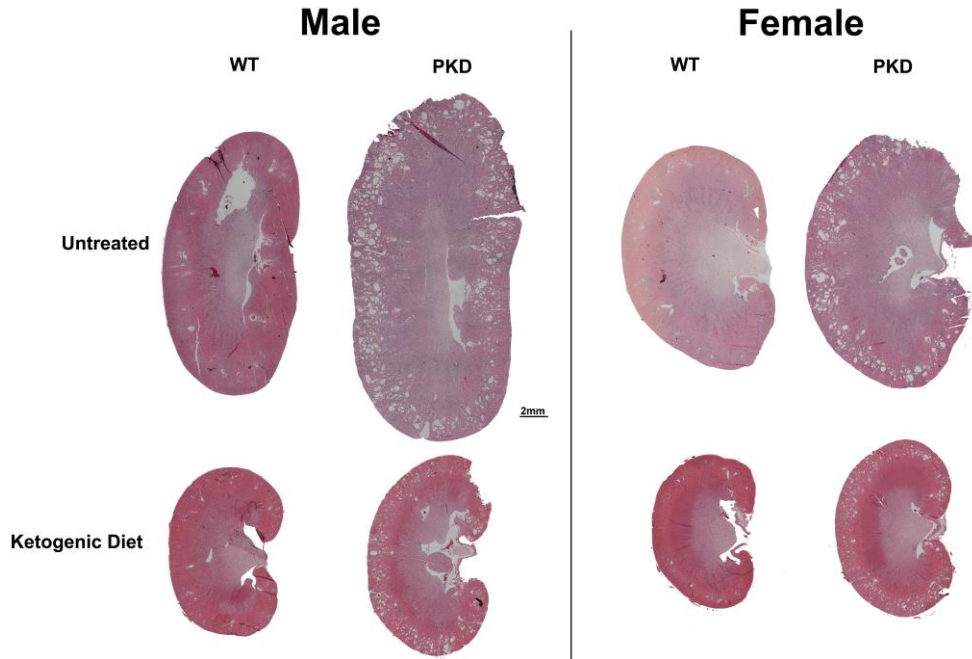 Male
Female
WT
PKD
WT
PKD
Untreated
2mm
Ketogenic Diet